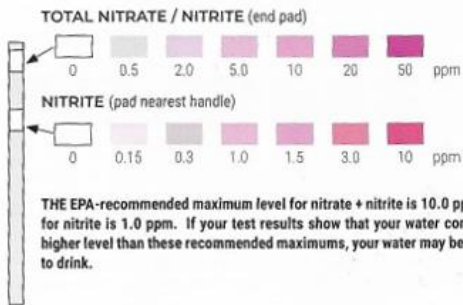 TOTAL NITRATE / NITRITE (end pad)
0 0.5 2.0 5.0 10 20 50 ppm
NITRITE (pad nearest handle)
0 0.15 0.3 1.0 1.5 3.0 10 ppm
THE EPA-recommended maximum level for nitrate + nitrite is 10.0
for nitrite is 1.0 ppm. If your test results show that your water
higher level than these recommended maximums, your water may be
to drink.